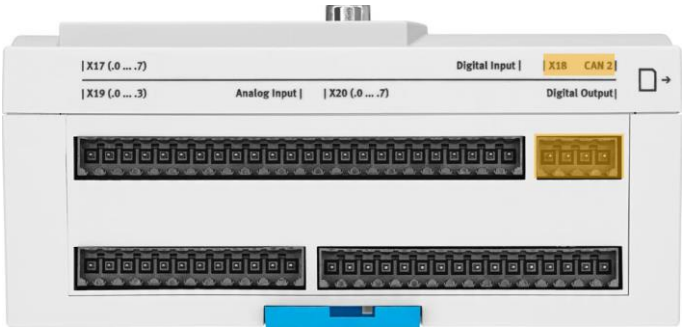 |X17 (.0 ... .7) Digital Input| |X18 CAN 2|
|X19 (.0 ... .3) Analog Input| |X20 (.0 ... .7) Digital Output|